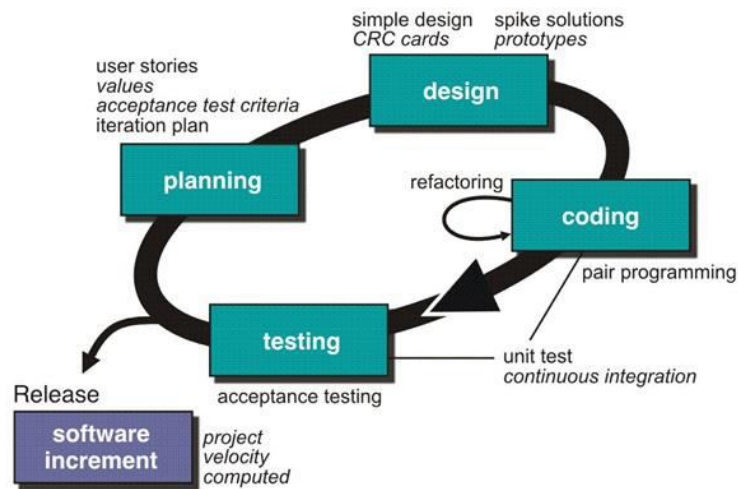 simple design
CRC cards
spike solutions
prototypes
user stories
values
acceptance test criteria
iteration plan
design
planning
refactoring
coding
pair programming
testing
unit test
continuous integration
acceptance testing
Release
software
increment
project
velocity
computed